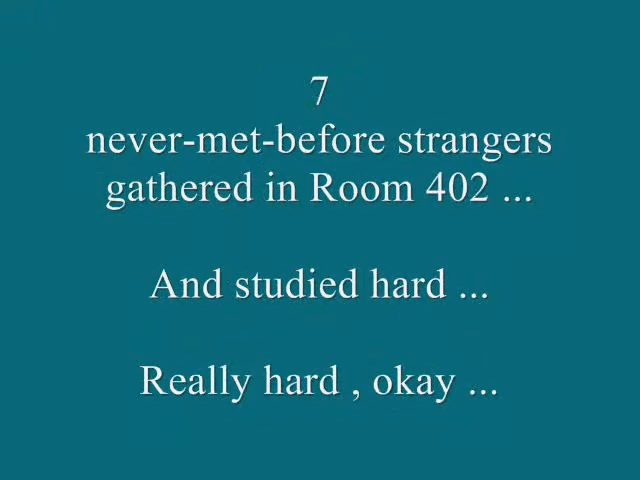 7
never-met-before strangers
gathered in Room 402 ...
And studied hard ...
Really hard , okay ...